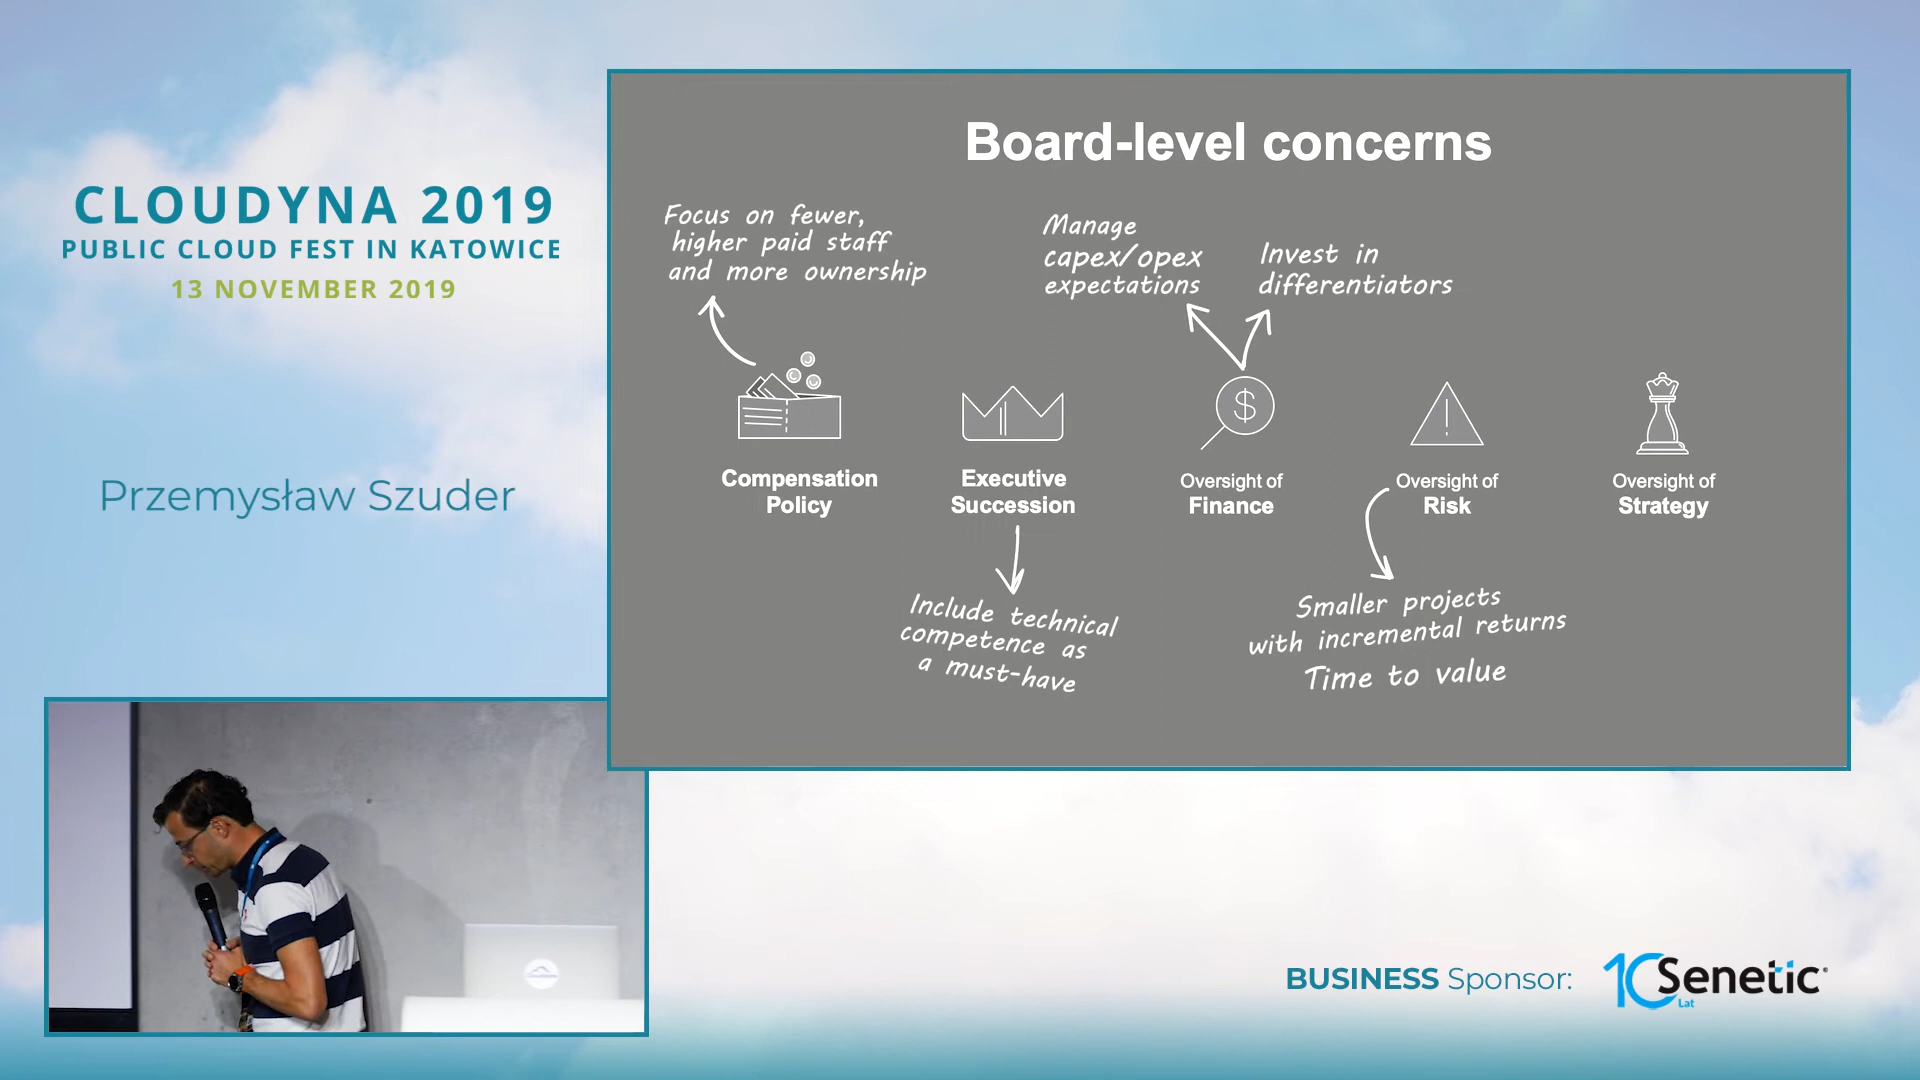 CLOUDYNA 2019
PUBLIC CLOUD FEST IN KATOWICE
13 NOVEMBER 2019
Przemysław Szuder
Board-level concerns
Focus on fewer,
higher paid staff
and more ownership
Manage
capex/opex
expectations
Invest in
differentiators
Compensation
Policy
Executive
Succession
Oversight of
Finance
Oversight of
Risk
Oversight of
Strategy
Include technical
competence as
a must-have
Smaller projects
with incremental returns
Time to value
BUSINESS Sponsor:
10 Lat Senetic